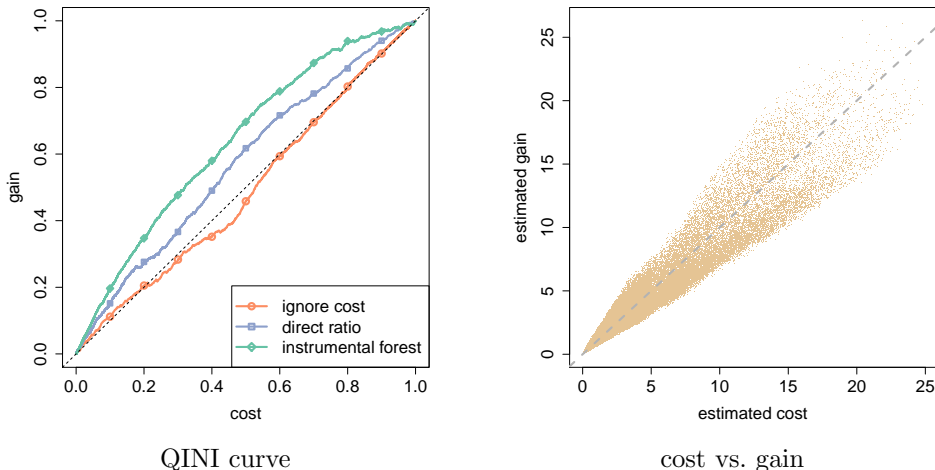 gain
1.0
0.8
0.6
0.4
0.2
0.0
ignore cost
direct ratio
instrumental forest
0.0 0.2 0.4 0.6 0.8 1.0
cost
QINI curve
estimated gain
25
20
15
10
5
0
0 5 10 15 20 25
estimated cost
cost vs. gain